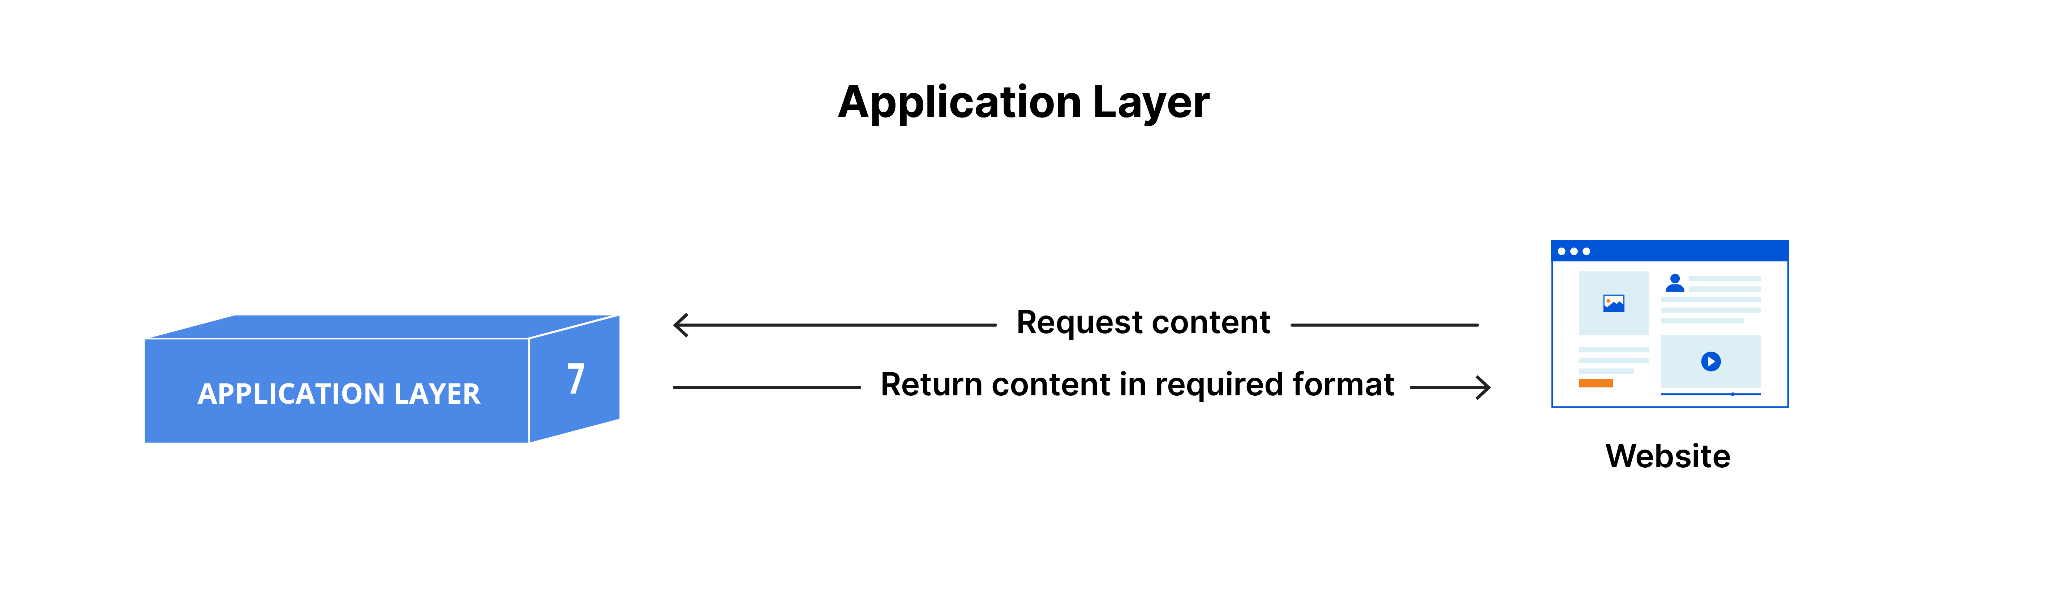 Application Layer
Request content
APPLICATION LAYER
7
Return content in required format
Website